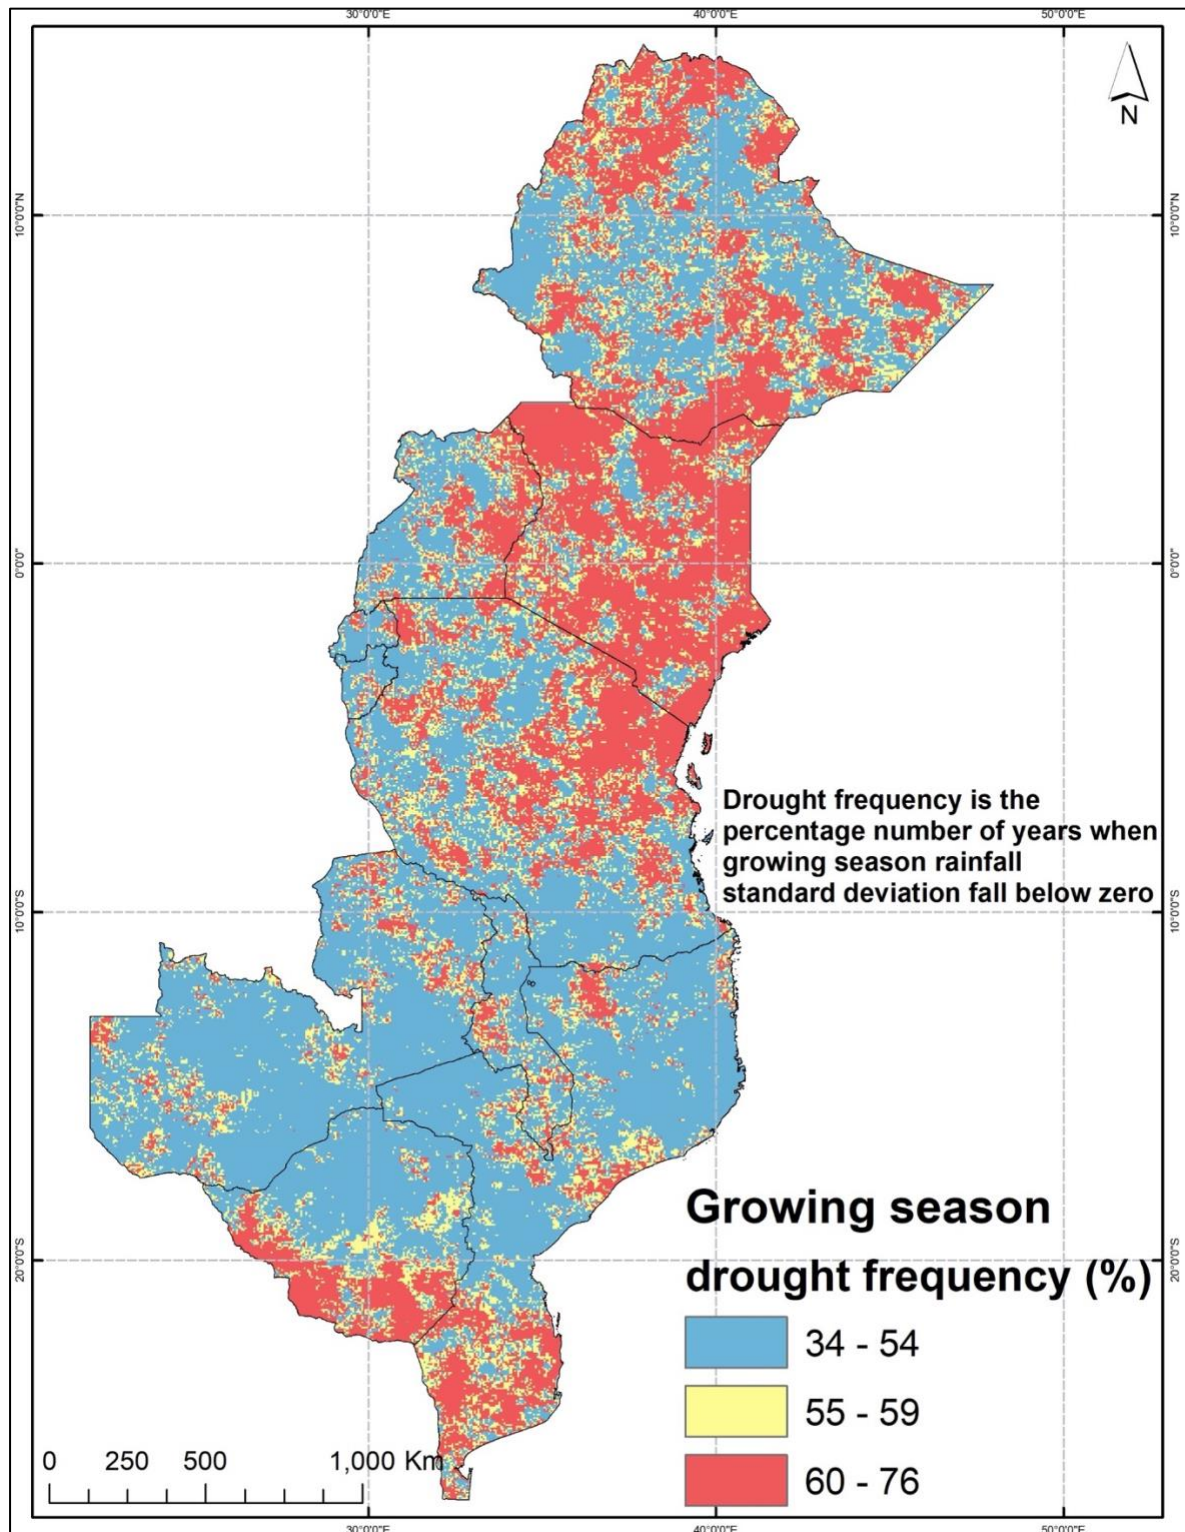 30°0'0"E
40°0'0"E
50°0'0"E
N
10°0'0"N
10°0'0"N
0°0'0"
0°0'0"
Drought frequency is the
percentage number of years when
growing season rainfall
standard deviation fall below zero
10°0'0"S
10°0'0"S
20°0'0"S
20°0'0"S
Growing season
drought frequency (%)
34 - 54
55 - 59
60 - 76
0 250 500 1,000 Km
30°0'0"E
40°0'0"E
50°0'0"E